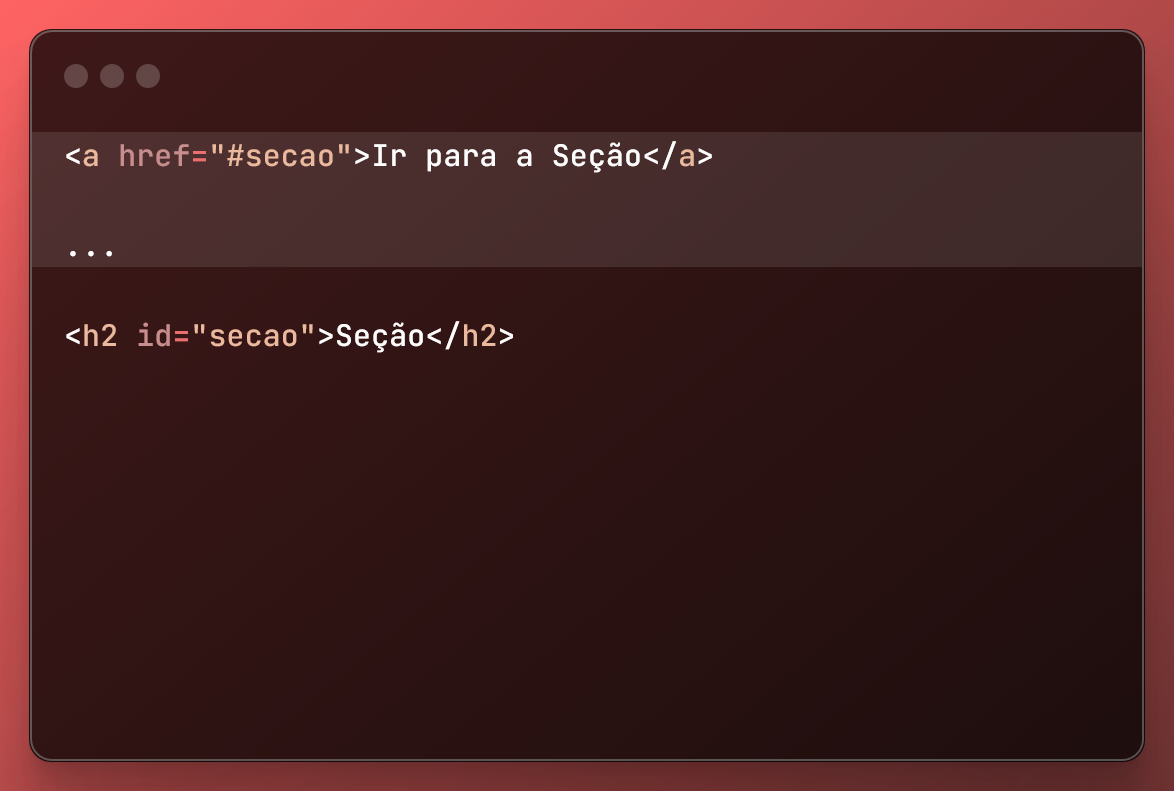 <a href="#secao">Ir para a Seção</a>
...
<h2 id="secao">Seção</h2>